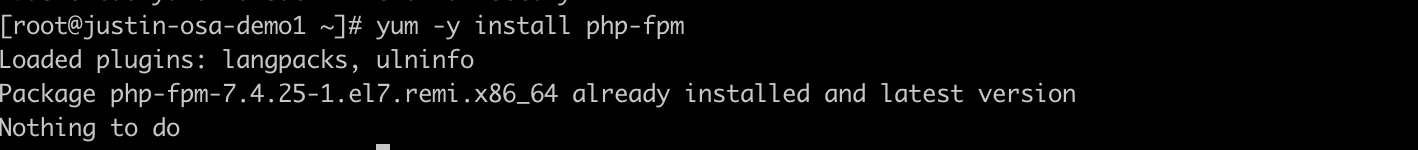 [root@justin-osa-demo1 ~]# yum -y install php-fpm
Loaded plugins: langpacks, ulninfo
Package php-fpm-7.4.25-1.el7.remi.x86_64 already installed and latest version
Nothing to do